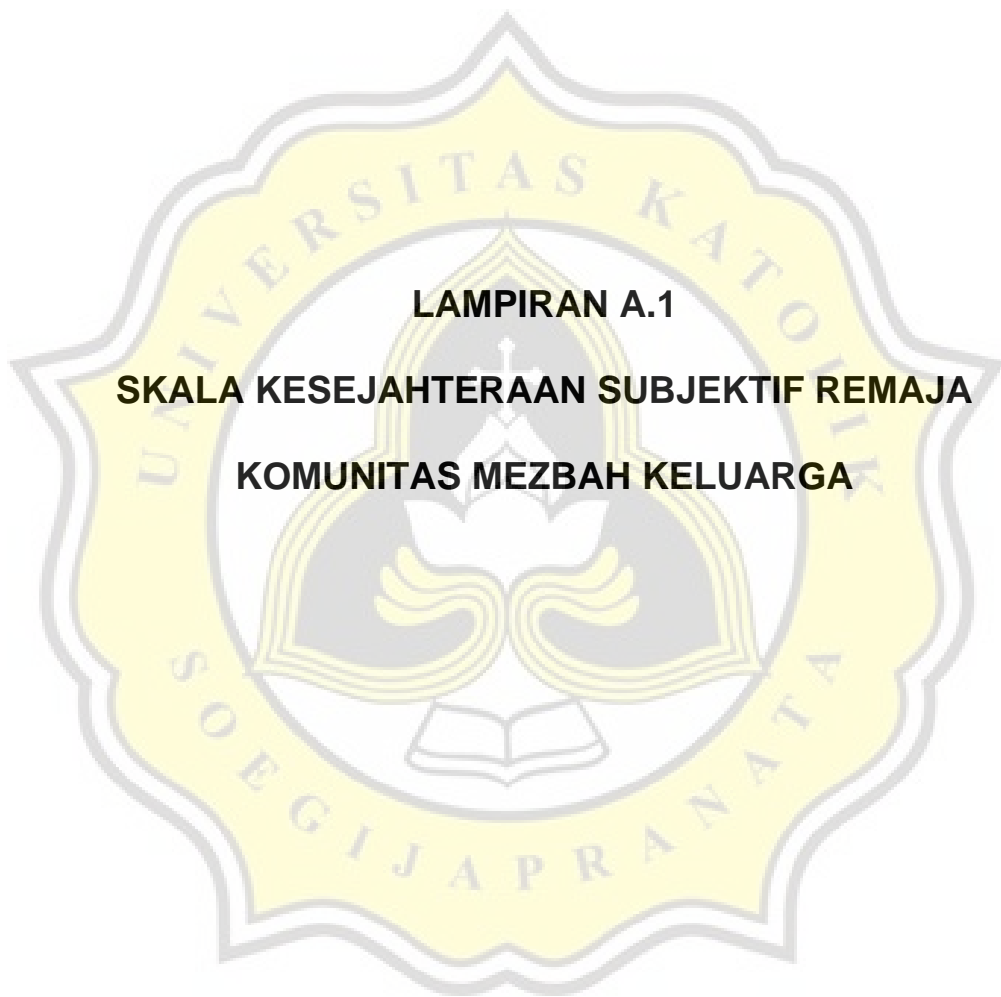 LAMPIRAN A.1
SKALA KESEJAHTERAAN SUBJEKTIF REMAJA
KOMUNITAS MEZBAH KELUARGA
UNIVERSITAS KATOLIK
SOEGIJAPRANATA